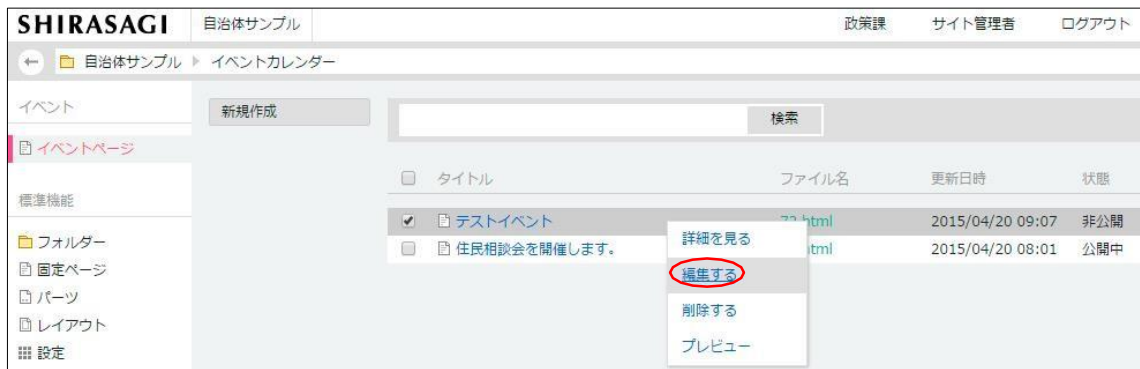 SHIRASAGI 自治体サンプル 政策課 サイト管理者 ログアウト
自治体サンプル イベントカレンダー
イベント
イベントページ
標準機能
フォルダー
固定ページ
パーツ
レイアウト
設定
新規作成
検索
タイトル ファイル名 更新日時 状態
テストイベント 72.html 2015/04/20 09:07 非公開
住民相談会を開催します。 html 2015/04/20 08:01 公開中
詳細を見る
編集する
削除する
プレビュー